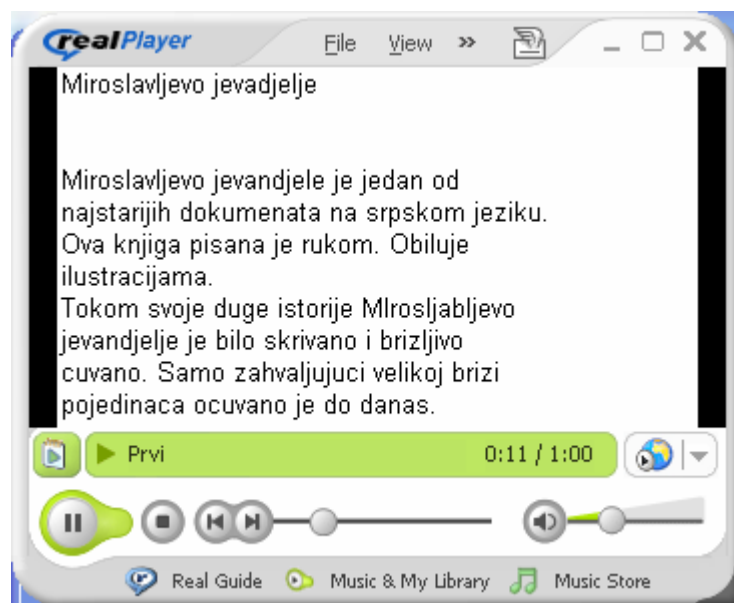 realPlayer
File View »
Miroslavljevo jevadjelje
Miroslavljevo jevandjele je jedan od
najstarijih dokumenata na srpskom jeziku.
Ova knjiga pisana je rukom. Obiluje
ilustracijama.
Tokom svoje duge istorije MIrosljabljevo
jevandjelje je bilo skrivano i brizljivo
cuvano. Samo zahvaljujuci velikoj brizi
pojedinaca ocuvano je do danas.
Prvi 0:11 / 1:00
Real Guide Music & My Library Music Store